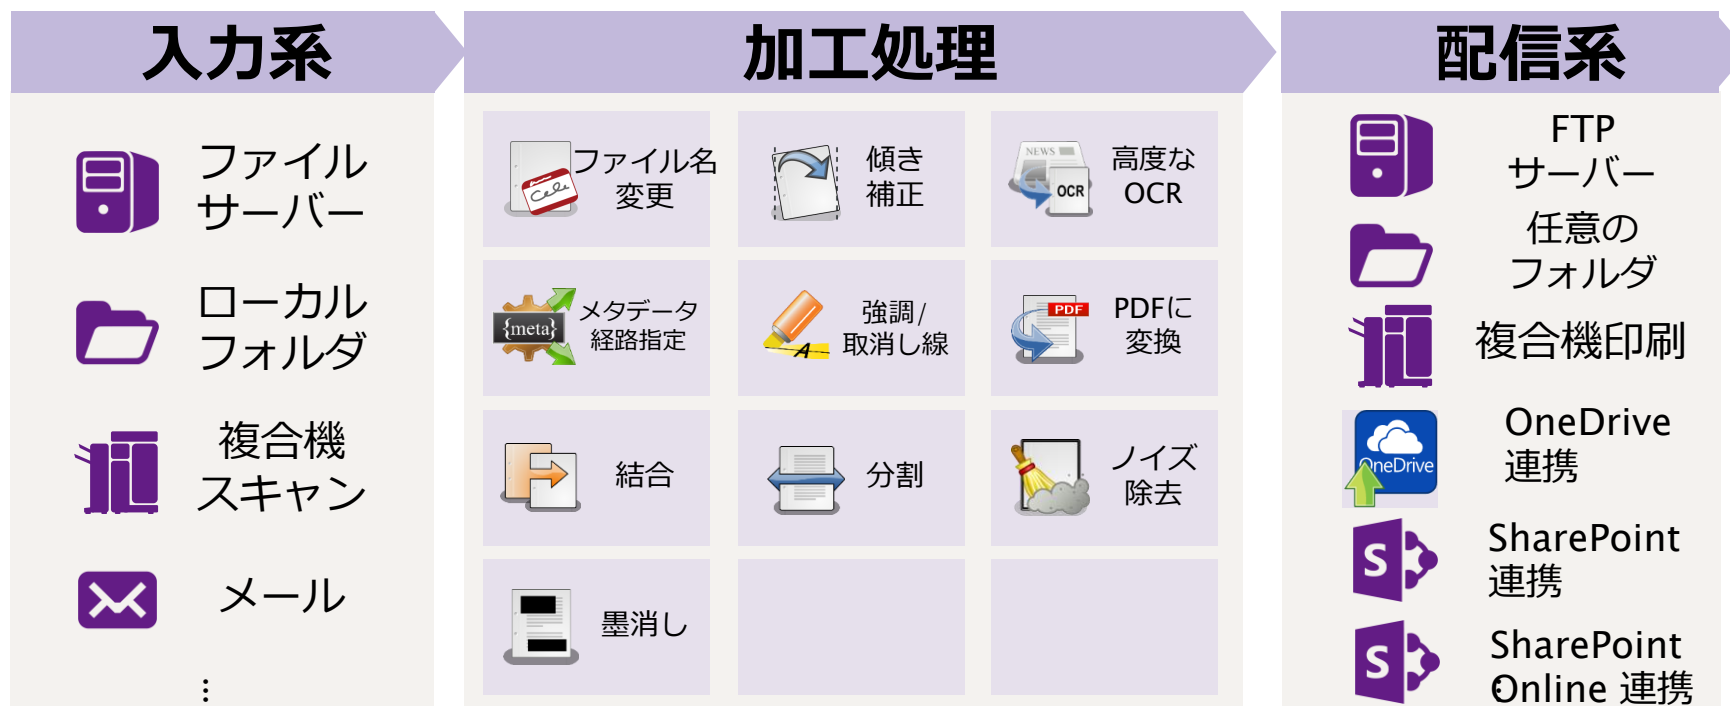 入力系
ファイル
サーバー
ローカル
フォルダ
複合機
スキャン
メール
⋮
加工処理
ファイル名
変更
傾き
補正
NEWS
OCR
高度な
OCR
{meta}
メタデータ
経路指定
A
強調/
取消し線
PDF
PDFに
変換
結合
分割
ノイズ
除去
墨消し
配信系
FTP
サーバー
任意の
フォルダ
複合機印刷
OneDrive
OneDrive
連携
S
SharePoint
連携
S
SharePoint
Online 連携